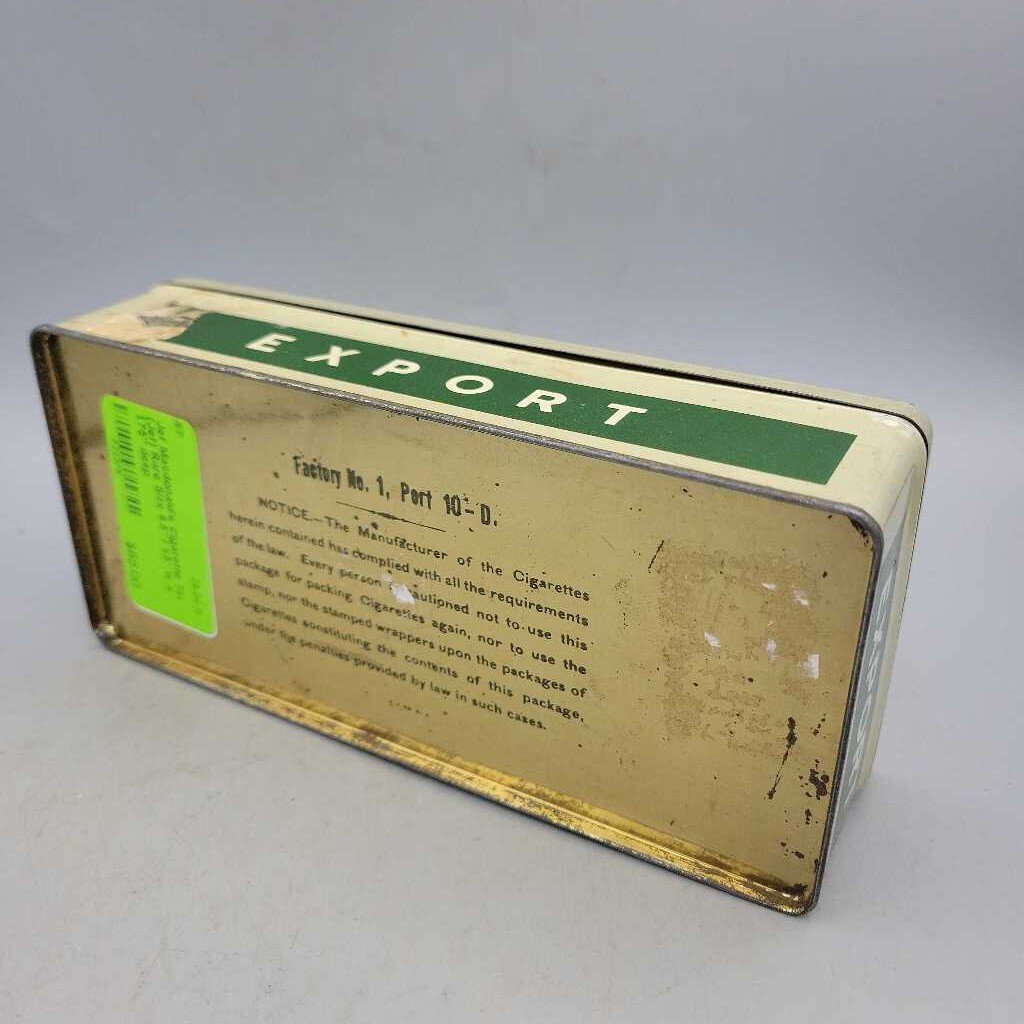 EXPORT
Factory No. 1, Port 10-D.
NOTICE.—The Manufacturer of the Cigarettes
herein contained has complied with all the requirements
of the law. Every person cautioned not to use this
package for packing Cigarettes again, nor to use the
stamp, nor the stamped wrappers upon the packages of
Cigarettes constituting the contents of this package,
under the penalties provided by law in such cases.
EXPORT